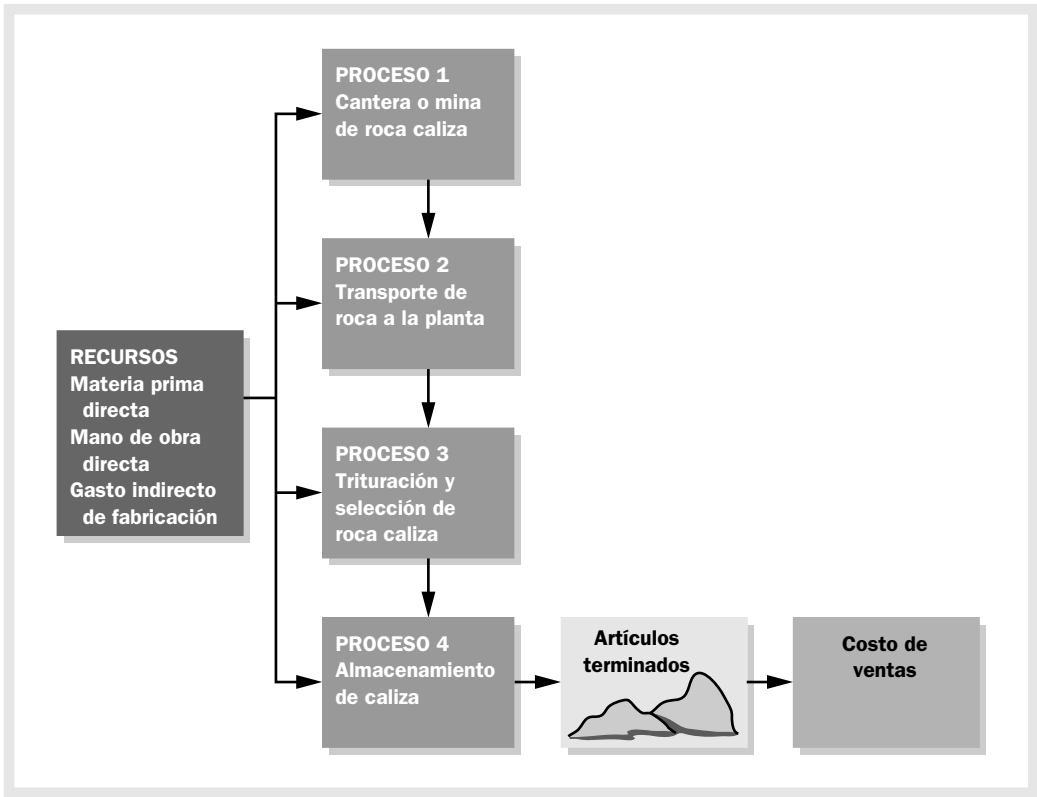 PROCESO 1
Cantera o mina
de roca caliza
PROCESO 2
Transporte de
roca a la planta
RECURSOS
Materia prima
directa
Mano de obra
directa
Gasto indirecto
de fabricación
PROCESO 3
Trituración y
selección de
roca caliza
PROCESO 4
Almacenamiento
de caliza
Artículos
terminados
Costo de
ventas